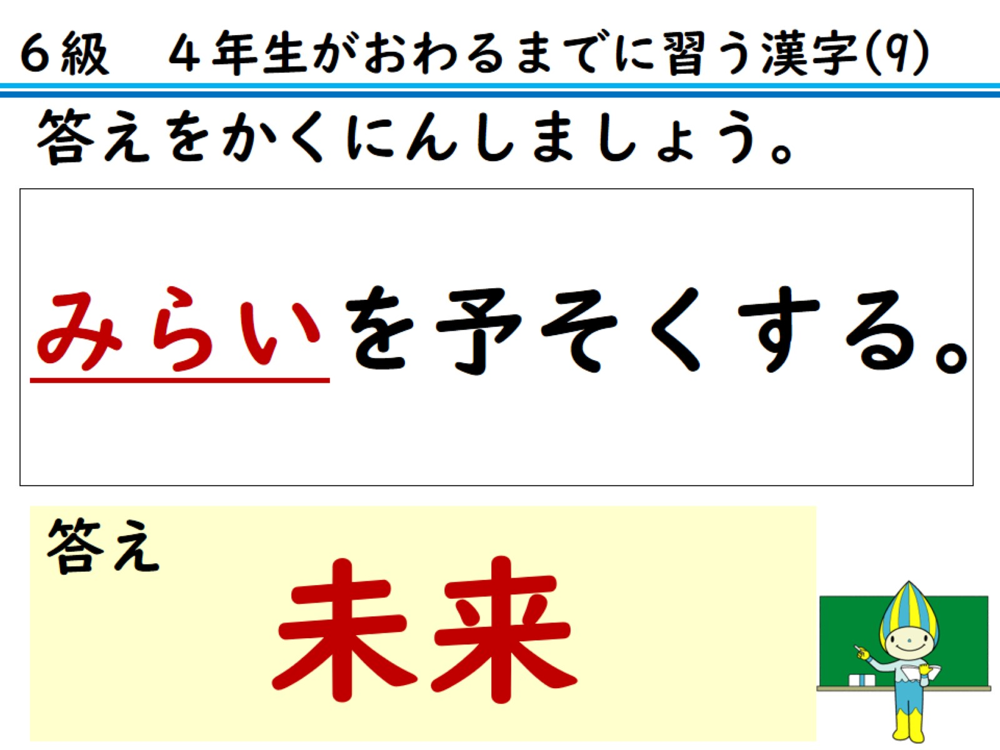 ６級　４年生がおわるまでに習う漢字(9)
答えをかくにんしましょう。
みらいを予そくする。
答え
未来